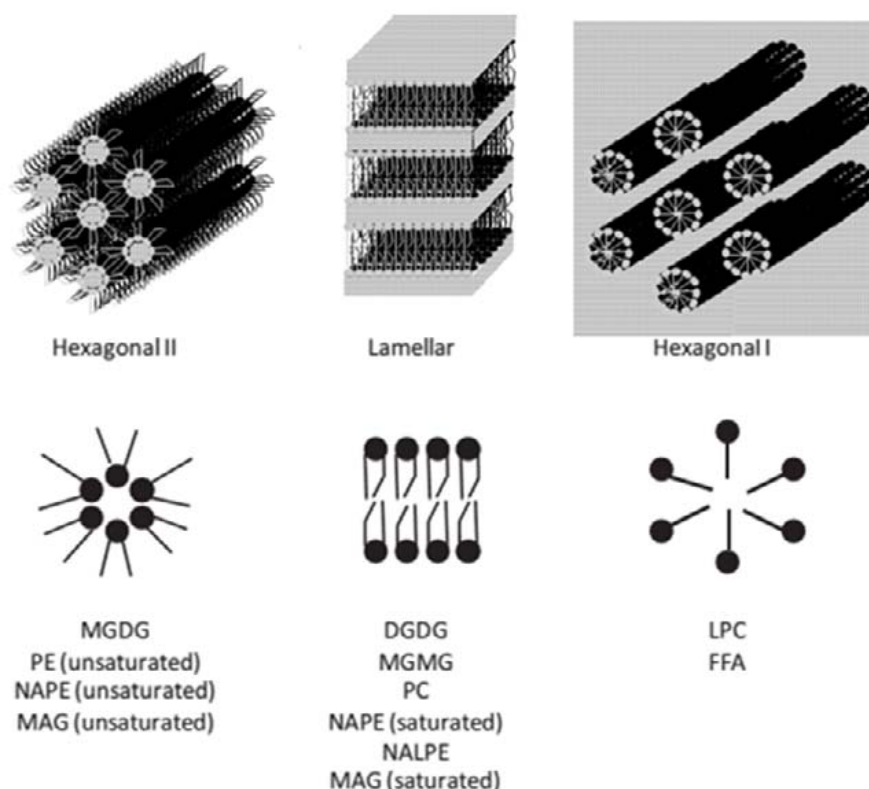 Hexagonal II
Lamellar
Hexagonal I
MGDG
PE (unsaturated)
NAPE (unsaturated)
MAG (unsaturated)
DGDG
MGMG
PC
NAPE (saturated)
NALPE
MAG (saturated)
LPC
FFA